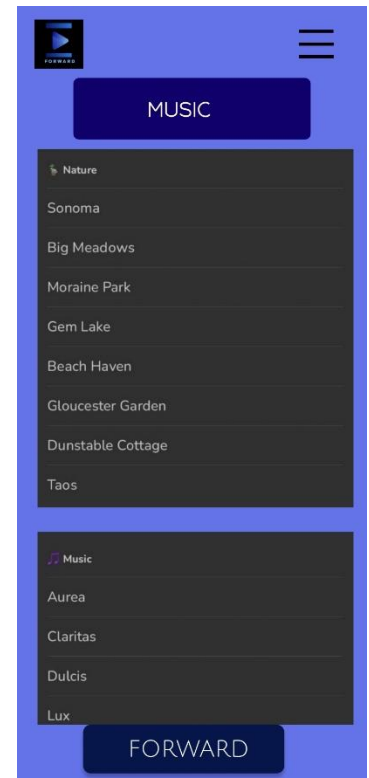 FORWARD
MUSIC
Nature
Sonoma
Big Meadows
Moraine Park
Gem Lake
Beach Haven
Gloucester Garden
Dunstable Cottage
Taos
Music
Aurea
Claritas
Dulcis
Lux
FORWARD